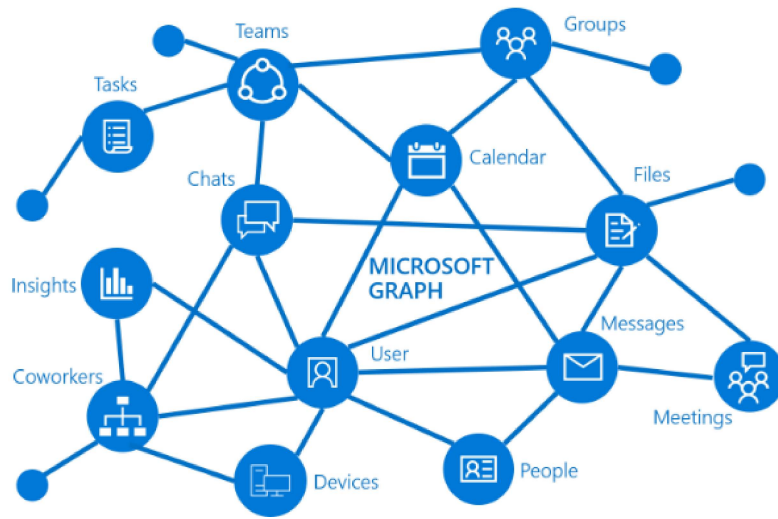 Teams
Groups
Tasks
Calendar
Chats
Files
MICROSOFT
GRAPH
Insights
Messages
User
Coworkers
Meetings
People
Devices